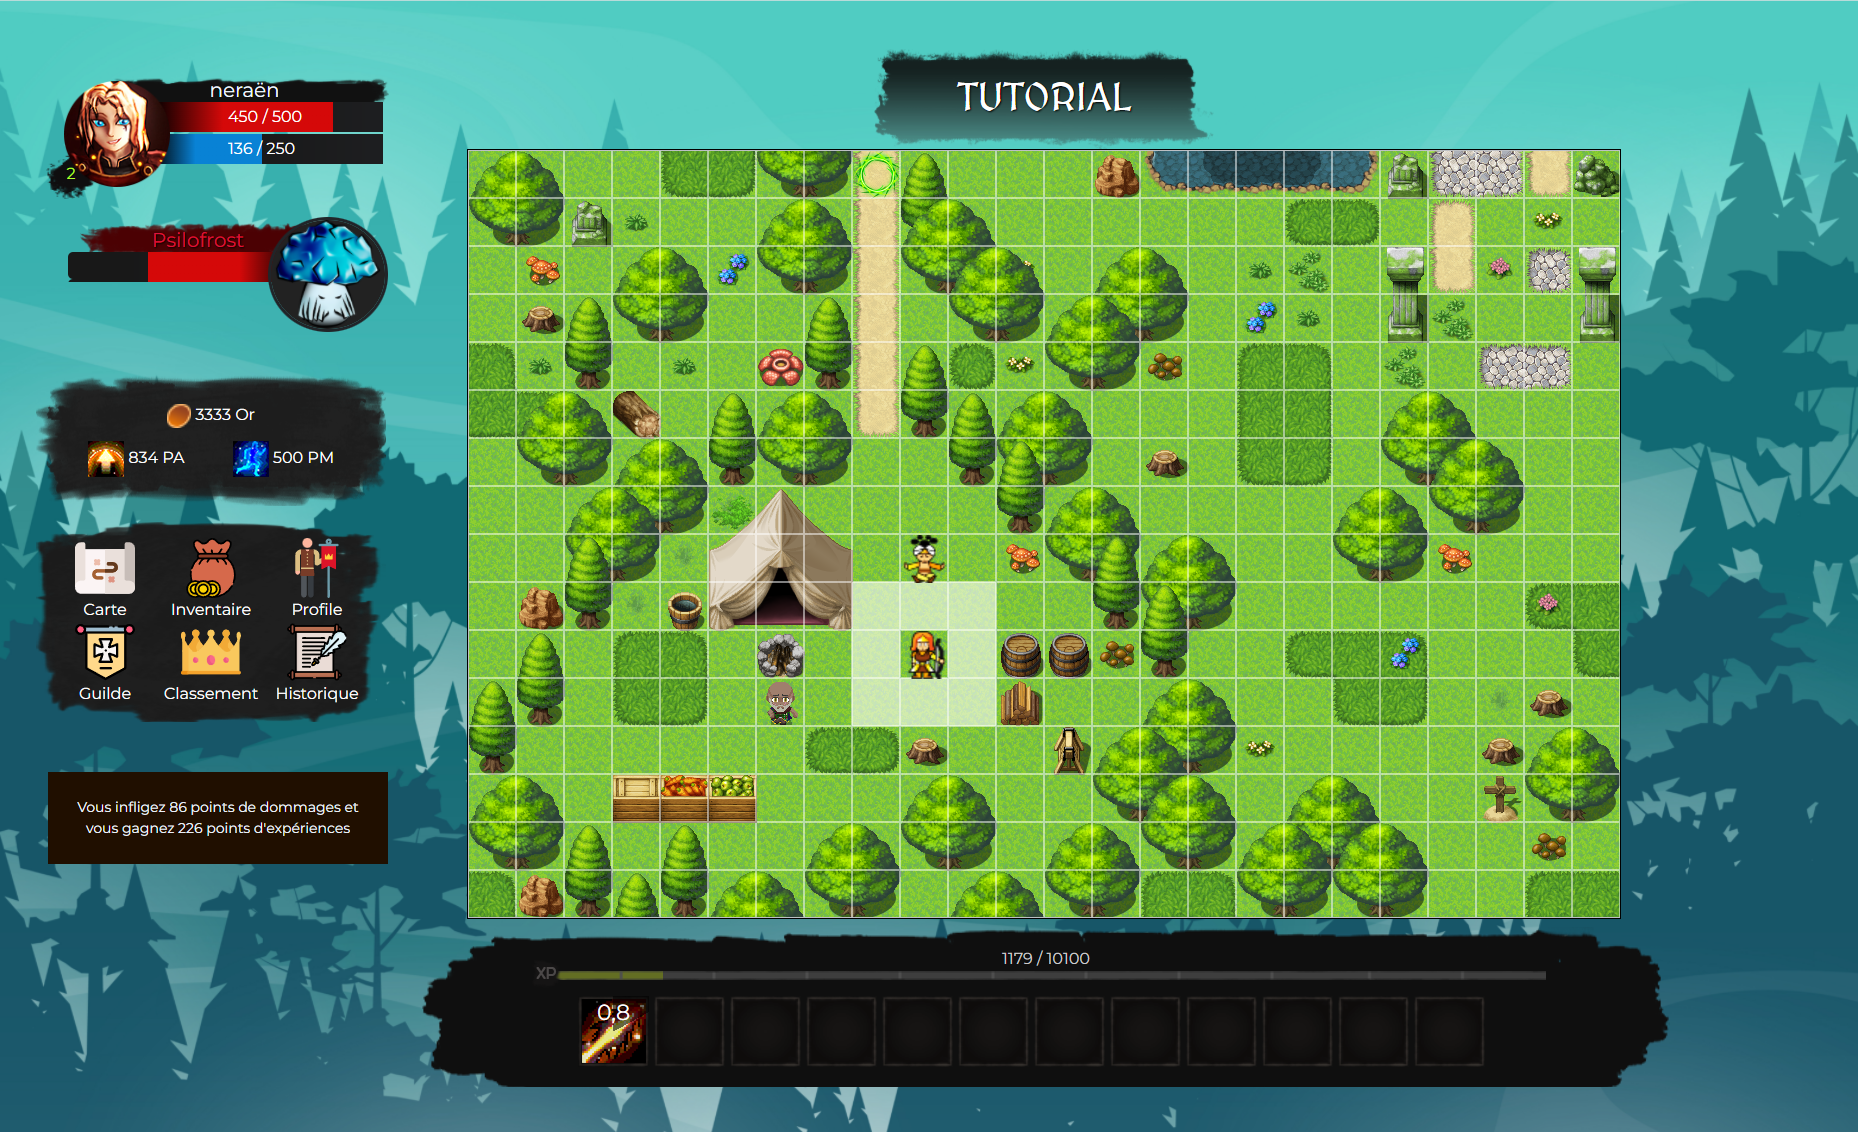 neraën
450 / 500
136 / 250
2
Psilofrost
3333 Or
834 PA
500 PM
Carte
Inventaire
Profile
Guilde
Classement
Historique
Vous infligez 86 points de dommages et
vous gagnez 226 points d'expériences
TUTORIAL
1179 / 10100
XP
0,8